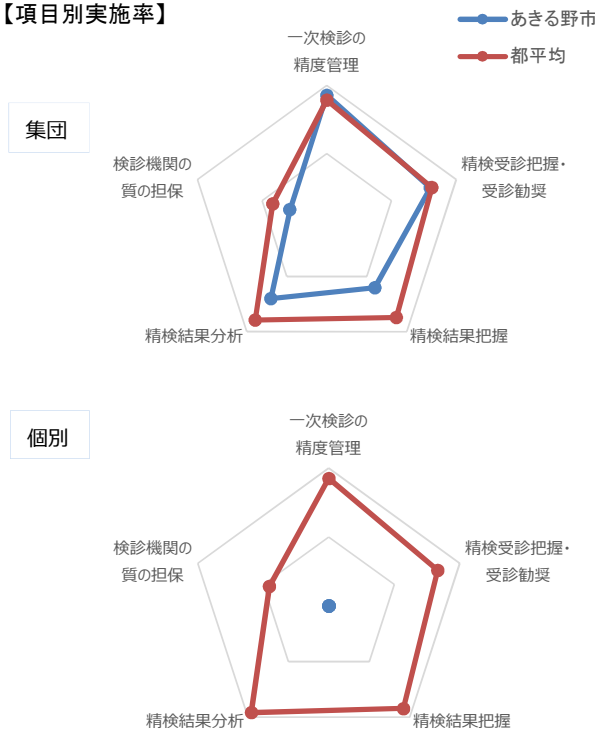 【項目別実施率】
あきる野市
都平均
集団
一次検診の
精度管理
検診機関の
質の担保
精検受診把握・
受診勧奨
精検結果分析
精検結果把握
個別
一次検診の
精度管理
検診機関の
質の担保
精検受診把握・
受診勧奨
精検結果分析
精検結果把握